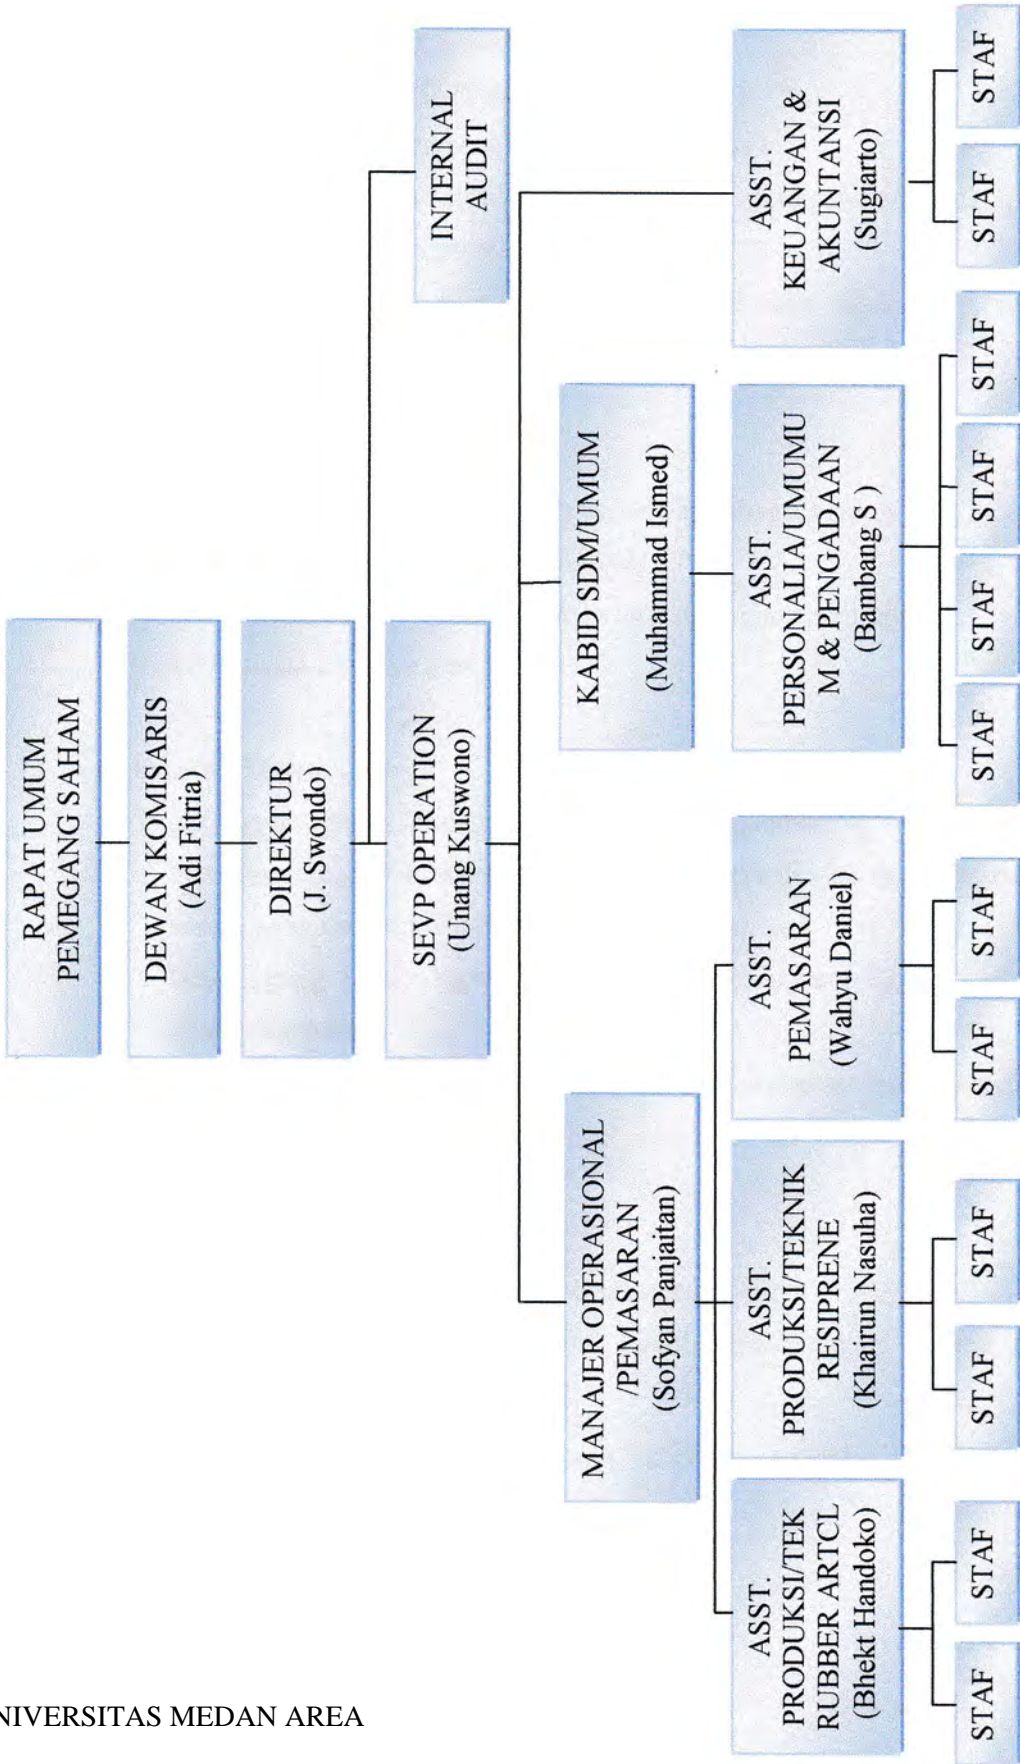 RAPAT UMUM
PEMEGANG SAHAM
DEWAN KOMISARIS
(Adi Fitria)
DIREKTUR
(J. Swondo)
INTERNAL
AUDIT
SEVP OPERATION
(Unang Kuswono)
MANAJER OPERASIONAL
/PEMASARAN
(Sofyan Panjaitan)
KABID SDM/UMUM
(Muhammad Ismed)
ASST.
PRODUKSI/TEK
RUBBER ARTCL
(Bhekt Handoko)
ASST.
PRODUKSI/TEKNIK
RESIPRENE
(Khairun Nasuha)
ASST.
PEMASARAN
(Wahyu Daniel)
ASST.
PERSONALIA/UMUMU
M & PENGADAAN
(Bambang S )
ASST.
KEUANGAN &
AKUNTANSI
(Sugiarto)
STAF
STAF
STAF
STAF
STAF
STAF
STAF
STAF
STAF
STAF
STAF
STAF
NIVERSITAS MEDAN AREA